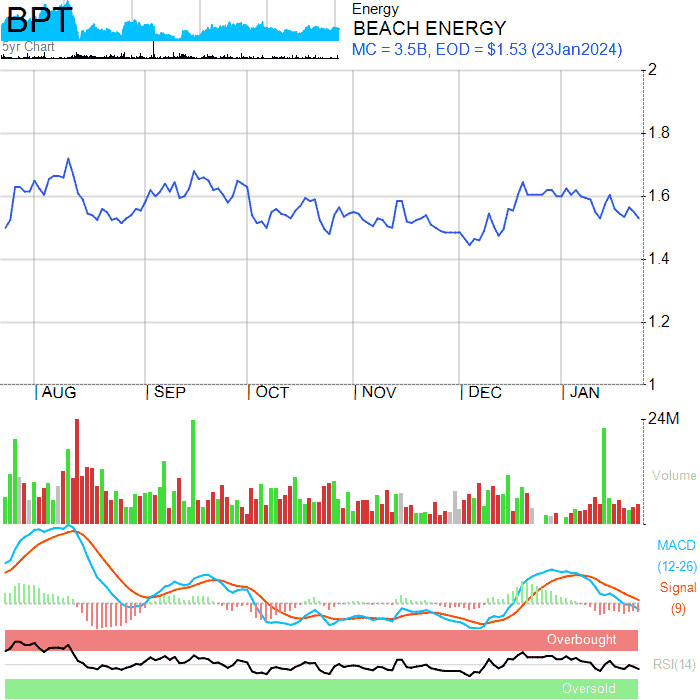 BPT
5yr Chart
Energy
BEACH ENERGY
MC = 3.5B, EOD = $1.53 (23Jan2024)
2
1.8
1.6
1.4
1.2
1
AUG
SEP
OCT
NOV
DEC
JAN
24M
Volume
MACD
(12-26)
Signal
(9)
Overbought
RSI(14)
Oversold